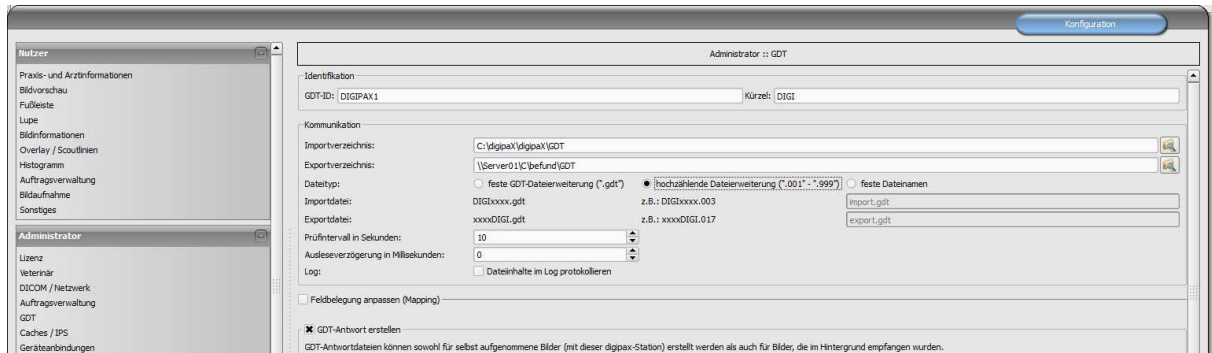 Konfiguration
Nutzer
Praxis- und Arztinformationen
Bildvorschau
Fußleiste
Lupe
Bildinformationen
Overlay / Scoutlinien
Histogramm
Auftragsverwaltung
Bildaufnahme
Sonstiges
Administrator
Lizenz
Veterinär
DICOM / Netzwerk
Auftragsverwaltung
GDT
Caches / IPS
Geräteanbindungen
Administrator :: GDT
Identifikation
GDT-ID: DIGIPAX1 Kürzel: DIGI
Kommunikation
Importverzeichnis: C:\digipaX\digipaX\GDT
Exportverzeichnis: \\Server01\C\befund\GDT
Dateityp: feste GDT-Dateierweiterung (".gdt") hochzählende Dateierweiterung (".001" - ".999") feste Dateinamen
Importdatei: DIGIxxxx.gdt z.B.: DIGIxxxx.003 import.gdt
Exportdatei: xxxxDIGI.gdt z.B.: xxxxDIGI.017 export.gdt
Prüfintervall in Sekunden: 10
Ausleseverzögerung in Millisekunden: 0
Log: Dateiinhalte im Log protokollieren
Feldbelegung anpassen (Mapping)
GDT-Antwort erstellen
GDT-Antwortdateien können sowohl für selbst aufgenommene Bilder (mit dieser digipax-Station) erstellt werden als auch für Bilder, die im Hintergrund empfangen wurden.